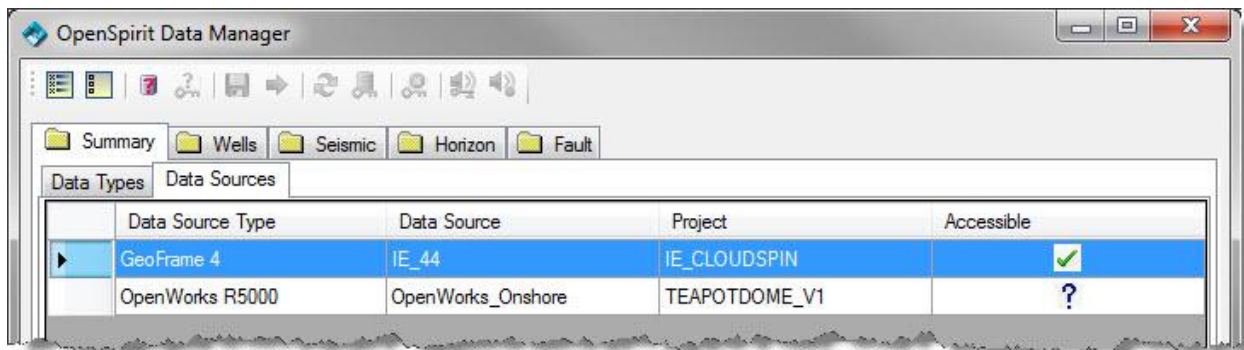 OpenSpirit Data Manager
Summary Wells Seismic Horizon Fault
Data Types Data Sources
Data Source Type Data Source Project Accessible
GeoFrame 4 IE_44 IE_CLOUDSPIN
OpenWorks R5000 OpenWorks_Onshore TEAPOTDOME_V1 ?